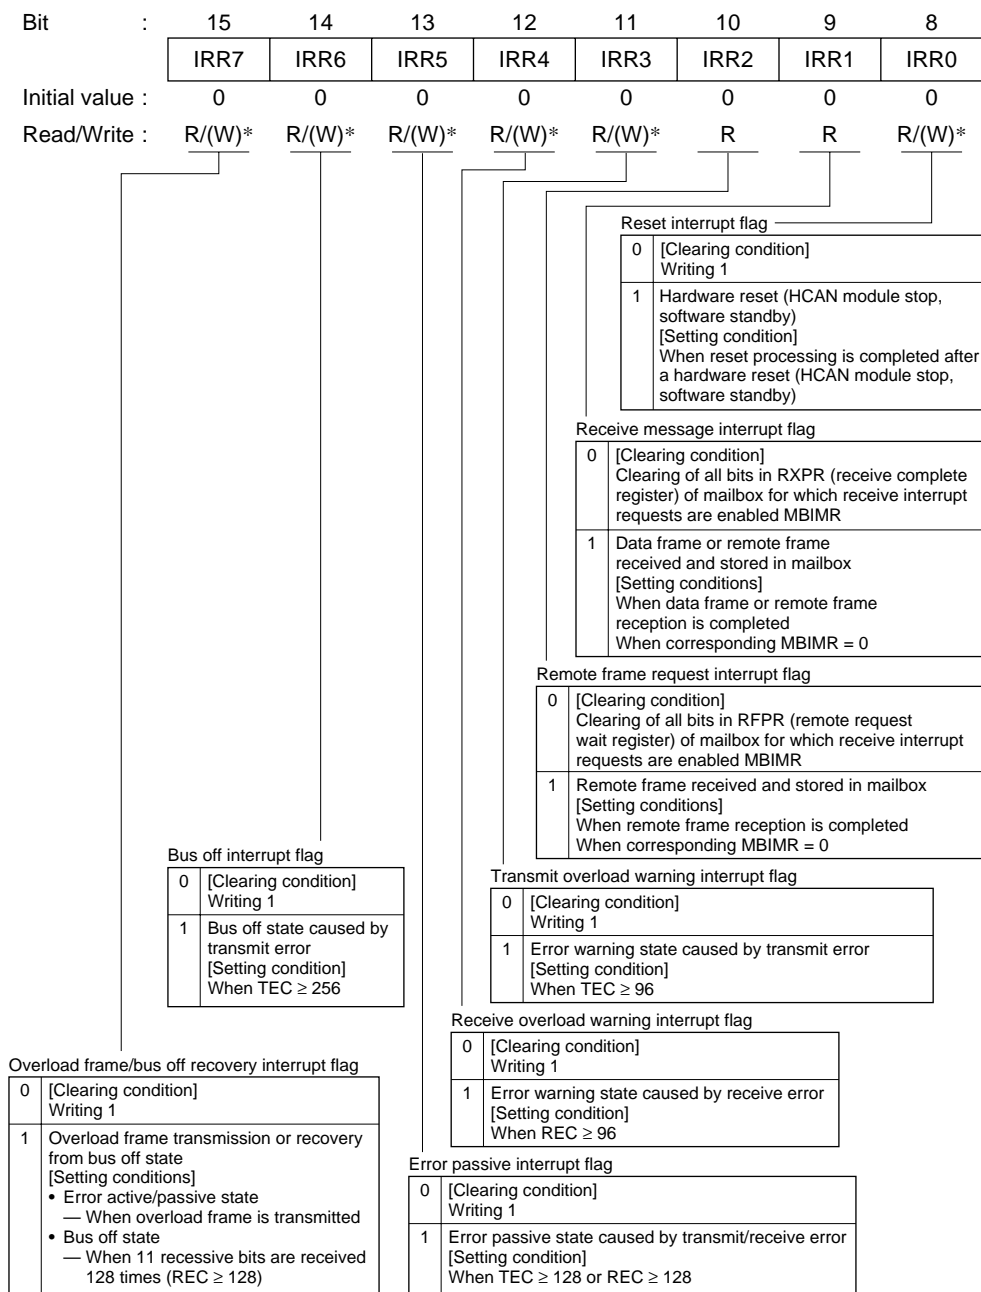 Bit : 15 14 13 12 11 10 9 8
IRR7 IRR6 IRR5 IRR4 IRR3 IRR2 IRR1 IRR0
Initial value : 0 0 0 0 0 0 0 0
Read/Write : R/(W)* R/(W)* R/(W)* R/(W)* R/(W)* R R R/(W)*
Reset interrupt flag
0 [Clearing condition]
Writing 1
1 Hardware reset (HCAN module stop,
software standby)
[Setting condition]
When reset processing is completed after
a hardware reset (HCAN module stop,
software standby)
Receive message interrupt flag
0 [Clearing condition]
Clearing of all bits in RXPR (receive complete
register) of mailbox for which receive interrupt
requests are enabled MBIMR
1 Data frame or remote frame
received and stored in mailbox
[Setting conditions]
When data frame or remote frame
reception is completed
When corresponding MBIMR = 0
Remote frame request interrupt flag
0 [Clearing condition]
Clearing of all bits in RFPR (remote request
wait register) of mailbox for which receive interrupt
requests are enabled MBIMR
1 Remote frame received and stored in mailbox
[Setting conditions]
When remote frame reception is completed
When corresponding MBIMR = 0
Bus off interrupt flag
0 [Clearing condition]
Writing 1
1 Bus off state caused by
transmit error
[Setting condition]
When TEC ≥ 256
Transmit overload warning interrupt flag
0 [Clearing condition]
Writing 1
1 Error warning state caused by transmit error
[Setting condition]
When TEC ≥ 96
Receive overload warning interrupt flag
0 [Clearing condition]
Writing 1
1 Error warning state caused by receive error
[Setting condition]
When REC ≥ 96
Overload frame/bus off recovery interrupt flag
0 [Clearing condition]
Writing 1
1 Overload frame transmission or recovery
from bus off state
[Setting conditions]
• Error active/passive state
— When overload frame is transmitted
• Bus off state
— When 11 recessive bits are received
128 times (REC ≥ 128)
Error passive interrupt flag
0 [Clearing condition]
Writing 1
1 Error passive state caused by transmit/receive error
[Setting condition]
When TEC ≥ 128 or REC ≥ 128